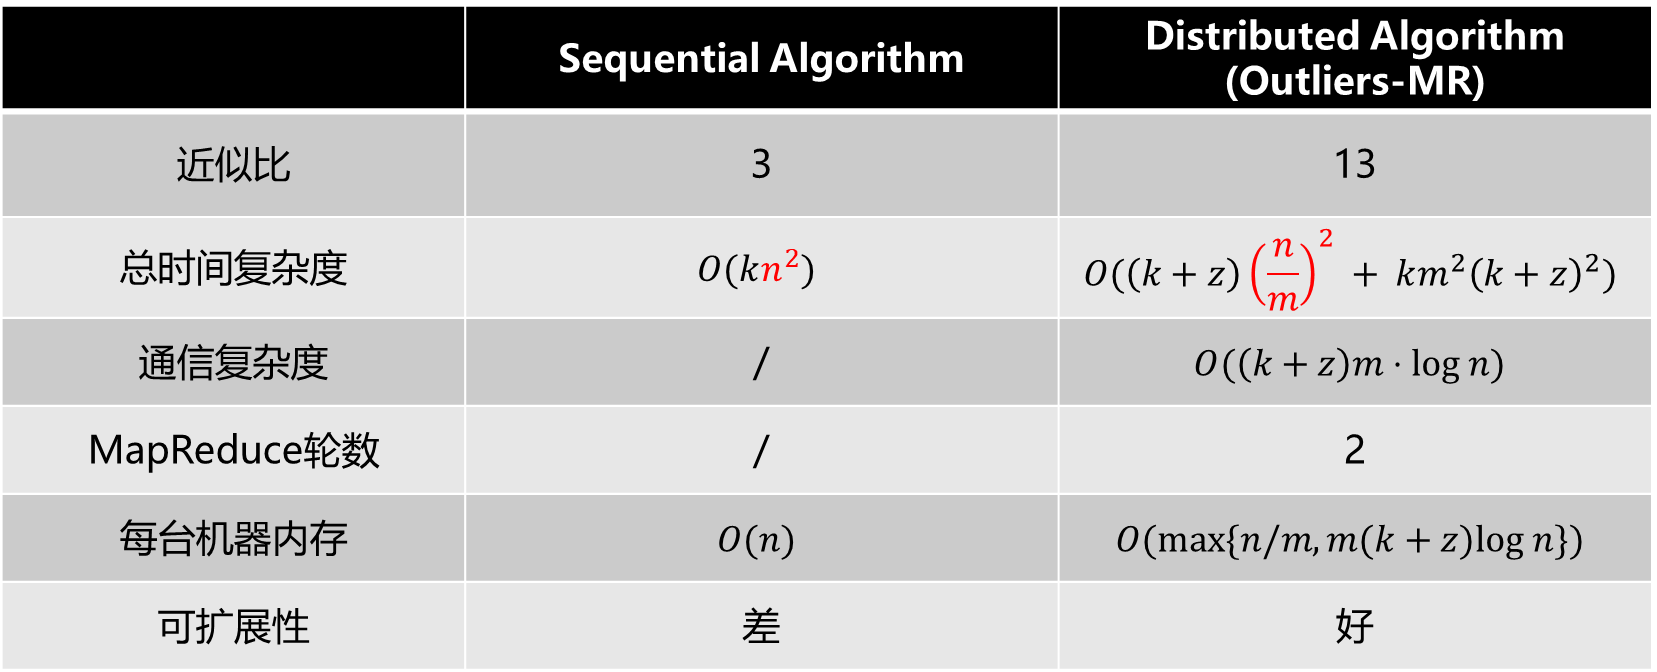 Sequential Algorithm
Distributed Algorithm
(Outliers-MR)
近似比 3 13
总时间复杂度 O(kn²) O((k + z)(n/m)² + km²(k + z)²)
通信复杂度 / O((k + z)m · log n)
MapReduce轮数 / 2
每台机器内存 O(n) O(max{n/m, m(k + z)log n})
可扩展性 差 好